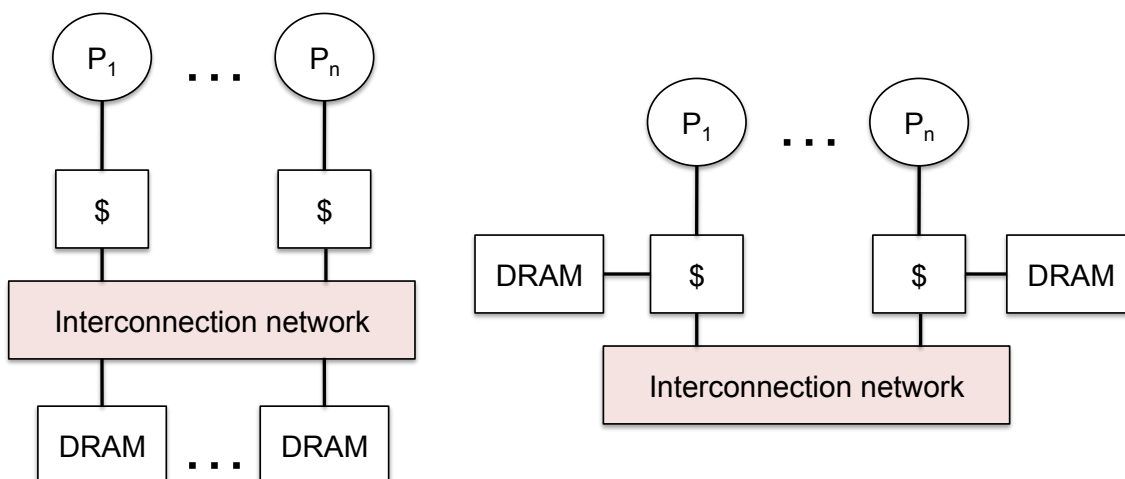 P₁ ... Pₙ
$ $
Interconnection network
DRAM ... DRAM
P₁ ... Pₙ
DRAM $ $ DRAM
Interconnection network